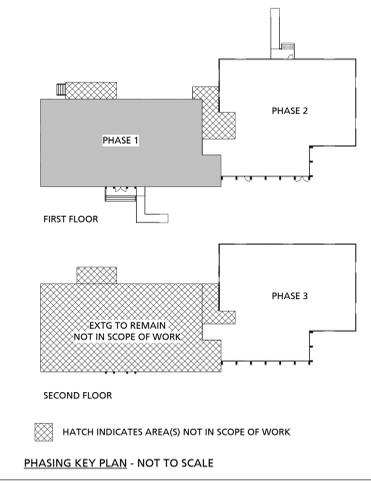 PHASE 2
PHASE 1
FIRST FLOOR
PHASE 3
EXTG TO REMAIN
NOT IN SCOPE OF WORK
SECOND FLOOR
HATCH INDICATES AREA(S) NOT IN SCOPE OF WORK
PHASING KEY PLAN - NOT TO SCALE